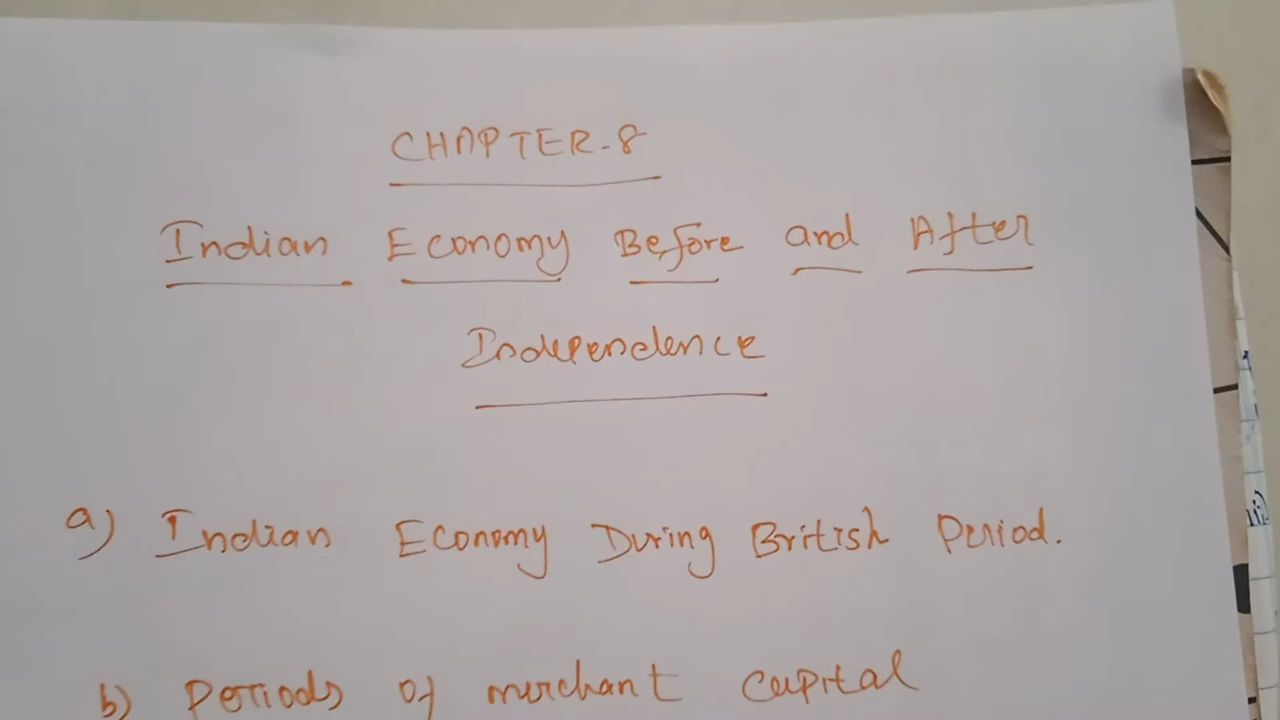 CHAPTER-8
Indian Economy Before and After
Independence
a) Indian Economy During British Period.
b) Periods of merchant capital